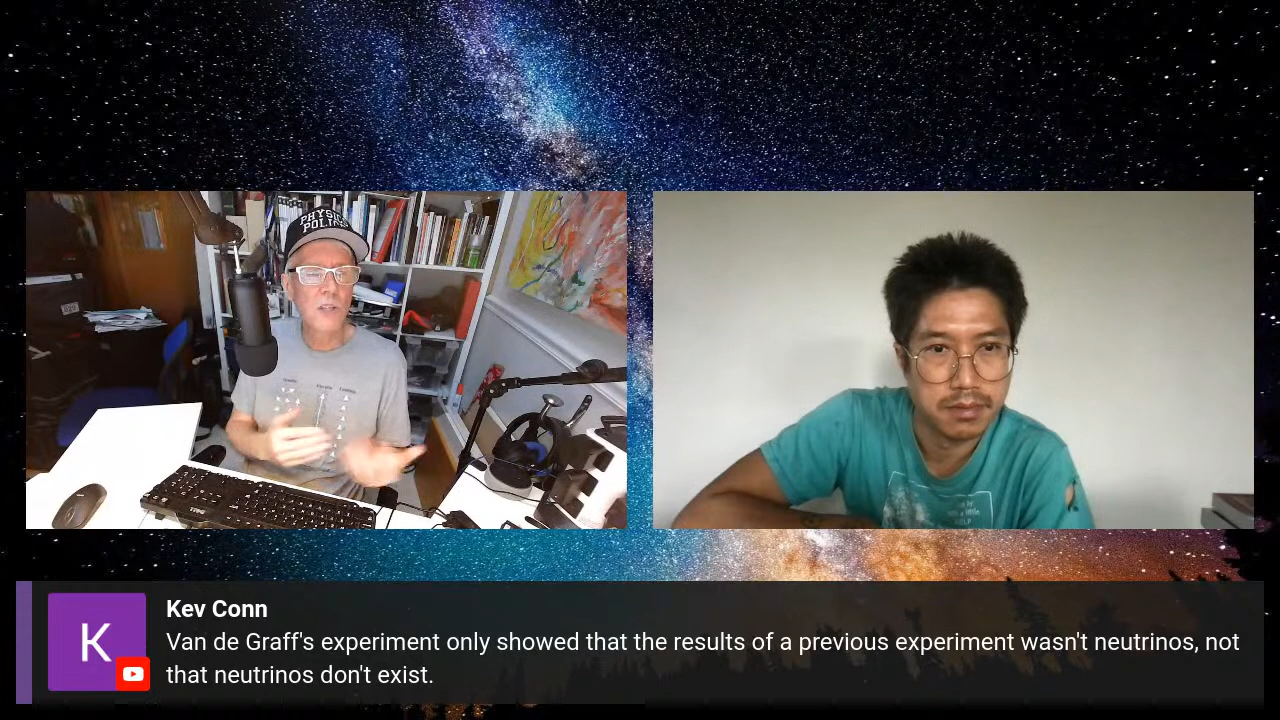 PHYSICS
POLITICS
K
Kev Conn
Van de Graff's experiment only showed that the results of a previous experiment wasn't neutrinos, not
that neutrinos don't exist.